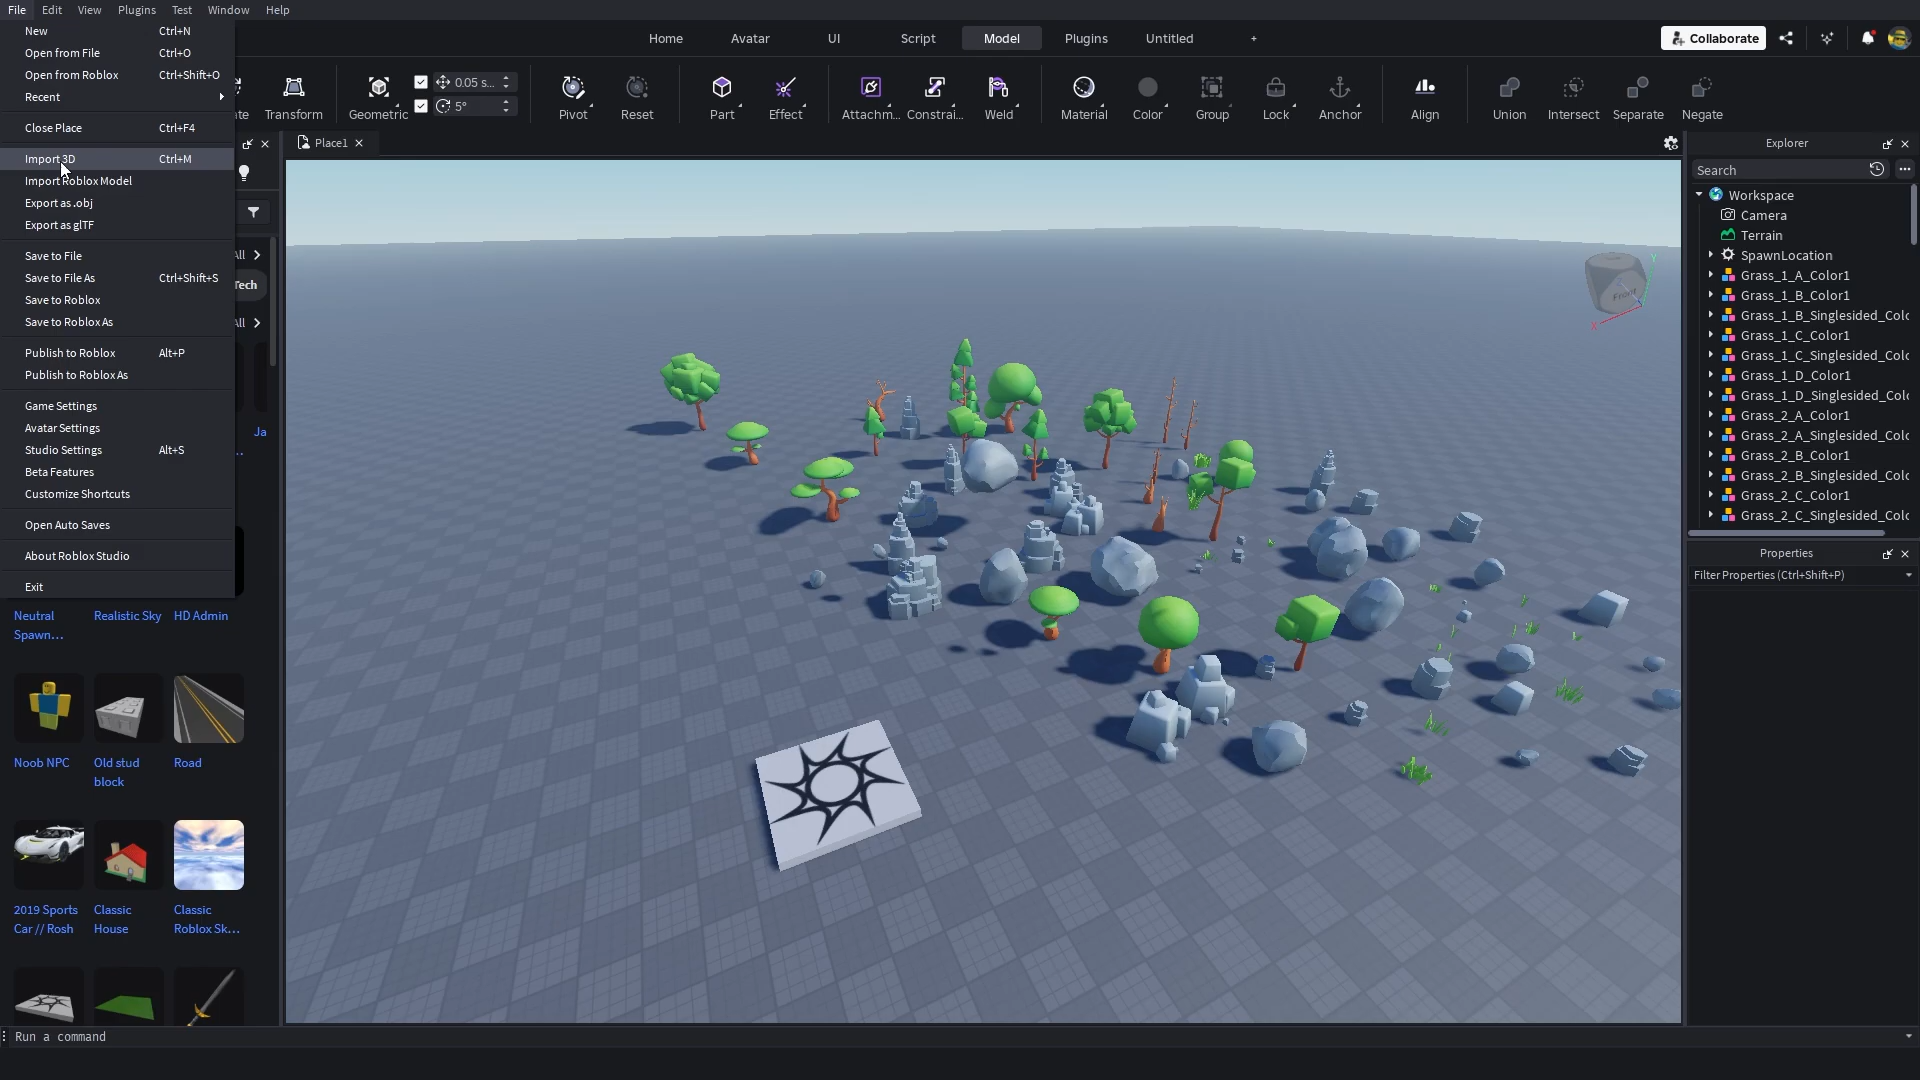 File Edit View Plugins Test Window Help
New Ctrl+N
Open from File Ctrl+O
Open from Roblox Ctrl+Shift+O
Recent
Close Place Ctrl+F4
Import 3D Ctrl+M
Import Roblox Model
Export as .obj
Export as glTF
Save to File
Save to File As Ctrl+Shift+S
Save to Roblox
Save to Roblox As
Publish to Roblox Alt+P
Publish to Roblox As
Game Settings
Avatar Settings
Studio Settings Alt+S
Beta Features
Customize Shortcuts
Open Auto Saves
About Roblox Studio
Exit
Home Avatar UI Script Model Plugins Untitled +
Collaborate
Transform
Geometric
0.05 s...
5°
Pivot Reset
Part Effect
Attachm... Constrai... Weld
Material Color Group Lock Anchor
Align
Union Intersect Separate Negate
Place1
Tech
Ja
...
Neutral
Spawn...
Realistic Sky
HD Admin
Noob NPC
Old stud
block
Road
2019 Sports
Car // Rosh
Classic
House
Classic
Roblox Sk...
Front
X
Y
Explorer
Search
Workspace
Camera
Terrain
SpawnLocation
Grass_1_A_Color1
Grass_1_B_Color1
Grass_1_B_Singlesided_Colo
Grass_1_C_Color1
Grass_1_C_Singlesided_Colo
Grass_1_D_Color1
Grass_1_D_Singlesided_Colo
Grass_2_A_Color1
Grass_2_A_Singlesided_Colo
Grass_2_B_Color1
Grass_2_B_Singlesided_Colo
Grass_2_C_Color1
Grass_2_C_Singlesided_Colo
Properties
Filter Properties (Ctrl+Shift+P)
Run a command